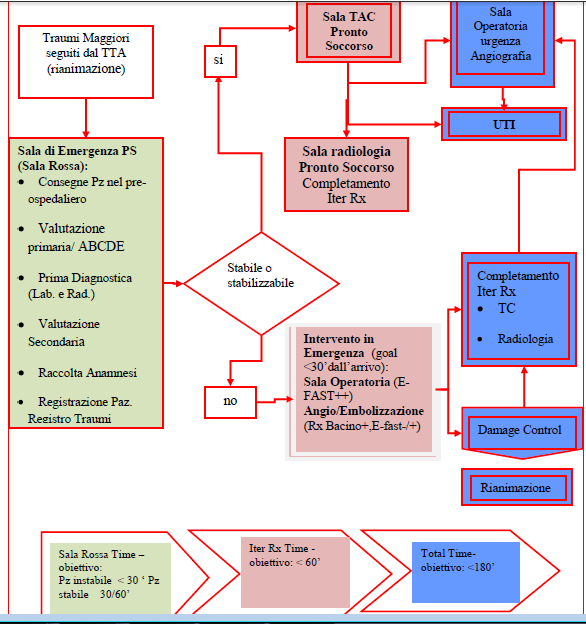 Traumi Maggiori
seguiti dal TTA
(rianimazione)
si
Sala TAC
Pronto
Soccorso
Sala
Operatoria
urgenza
Angiografia
UTI
Sala radiologia
Pronto Soccorso
Completamento
Iter Rx
Sala di Emergenza PS
(Sala Rossa):
• Consegne Pz nel pre-
ospedaliero
• Valutazione
primaria/ ABCDE
• Prima Diagnostica
(Lab. e Rad.)
• Valutazione
Secondaria
• Raccolta Anamnesi
• Registrazione Paz.
Registro Traumi
Stabile o
stabilizzabile
no
Intervento in
Emergenza (goal
<30’dall’arrivo):
Sala Operatoria (E-
FAST++)
Angio/Embolizzazione
(Rx Bacino+,E-fast-/+)
Completamento
Iter Rx
• TC
• Radiologia
Damage Control
Rianimazione
Sala Rossa Time –
obiettivo:
Pz instabile < 30 ‘ Pz
stabile 30/60’
Iter Rx Time -
obiettivo: < 60’
Total Time-
obiettivo: <180’